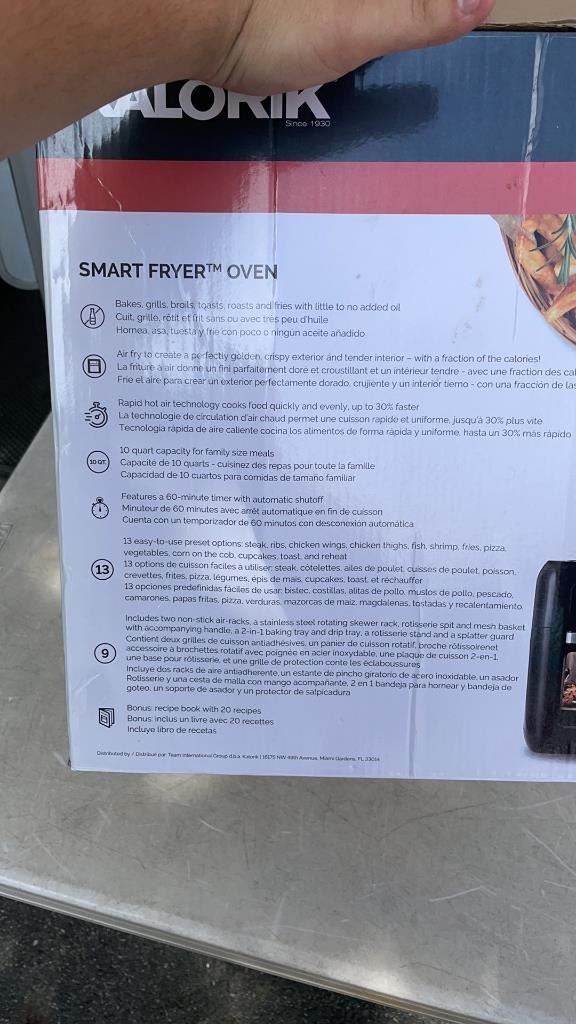 KALORIK
Since 1930
SMART FRYER™ OVEN
Bakes, grills, broils, toasts, roasts and fries with little to no added oil
Cuit, grille, rôtit et frit sans ou avec très peu d'huile
Hornea, asa, tuesta y frie con poco o ningún aceite añadido
Air fry to create a perfectly golden, crispy exterior and tender interior – with a fraction of the calories!
La friture à air donne un fini parfaitement doré et croustillant et un intérieur tendre - avec une fraction des
Frie el aire para crear un exterior perfectamente dorado, crujiente y un interior tierno - con una fracción de
Rapid hot air technology cooks food quickly and evenly, up to 30% faster
La technologie de circulation d'air chaud permet une cuisson rapide et uniforme, jusqu'à 30% plus vite
Tecnología rápida de aire caliente cocina los alimentos de forma rápida y uniforme, hasta un 30% más rápido
10 QT.
10 quart capacity for family size meals
Capacité de 10 quarts - cuisinez des repas pour toute la famille
Capacidad de 10 cuartos para comidas de tamaño familiar
Features a 60-minute timer with automatic shutoff
Minuteur de 60 minutes avec arrêt automatique en fin de cuisson
Cuenta con un temporizador de 60 minutos con desconexión automática
13
13 easy-to-use preset options: steak, ribs, chicken wings, chicken thighs, fish, shrimp, fries, pizza,
vegetables, corn on the cob, cupcakes, toast, and reheat
13 options de cuisson faciles à utiliser: steak, côtelettes, ailes de poulet, cuisses de poulet, poisson,
crevettes, frites, pizza, légumes, épis de maïs, cupcakes, toast, et réchauffer
13 opciones predefinidas fáciles de usar: bistec, costillas, alitas de pollo, muslos de pollo, pescado,
camarones, papas fritas, pizza, verduras, mazorcas de maíz, magdalenas, tostadas y recalentamiento
9
Includes two non-stick air-racks, a stainless steel rotating skewer rack, rotisserie spit and mesh basket
with accompanying handle, a 2-in-1 baking tray and drip tray, a rotisserie stand and a splatter guard
Contient deux grilles de cuisson antiadhésives, un panier de cuisson rotatif, broche rôtissoirenet
accessoire à brochettes rotatif avec poignée en acier inoxydable, une plaque de cuisson 2-en-1,
une base pour rôtisserie, et une grille de protection conte les éclaboussures
Incluye dos racks de aire antiadherente, un estante de pincho giratorio de acero inoxidable, un asador
Rotisserie y una cesta de malla con mango acompañante, 2 en 1 bandeja para hornear y bandeja de
goteo, un soporte de asador y un protector de salpicadura
Bonus: recipe book with 20 recipes
Bonus: inclus un livre avec 20 recettes
Incluye libro de recetas
Distributed by / Distribué par: Team International Group d.b.a. Kalorik | 16175 NW 49th Avenue, Miami Gardens, FL 33014